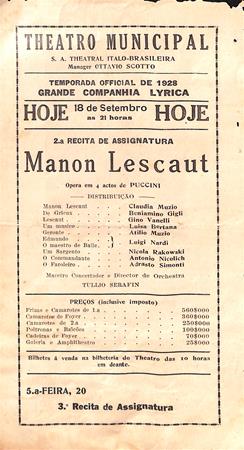 THEATRO MUNICIPAL
S. A. THEATRAL ITALO-BRASILEIRA
Manager OTTAVIO SCOTTO
TEMPORADA OFFICIAL DE 1928
GRANDE COMPANHIA LYRICA
HOJE 18 de Setembro ás 21 horas HOJE
2.a RECITA DE ASSIGNATURA
Manon Lescaut
Opera em 4 actos de PUCCINI
DISTRIBUIÇÃO
Manon Lescaut . . . . Claudia Muzio
De Grieux . . . . Beniamino Gigli
Lescaut . . . . Gino Vanelli
Um musico . . . . Luisa Bertana
Geronte . . . . Atilio Muzio
Edmundo . . . .
O maestro de Baile . . } Luigi Nardi
Um Sargento . . . . Nicola Rakowski
O Commandante . . . . Antonio Nicolich
O Faroleiro . . . . Adrasto Simonti
Maestro Concertador e Director de Orchestra
TULLIO SERAFIN
PREÇOS (inclusive imposto)
Frizas e Camarotes de 1.a . . . . 360$000
Camarotes de Foyer . . . . 360$000
Camarotes de 2.a . . . . 250$000
Poltronas e Balcões . . . . 100$000
Cadeiras de Foyer . . . . 70$000
Galeria e Amphitheatro . . . . 25$000
Bilhetes á venda na bilheteria do Theatro das 10 horas
em deante.
5.a-FEIRA, 20
3.a Recita de Assignatura